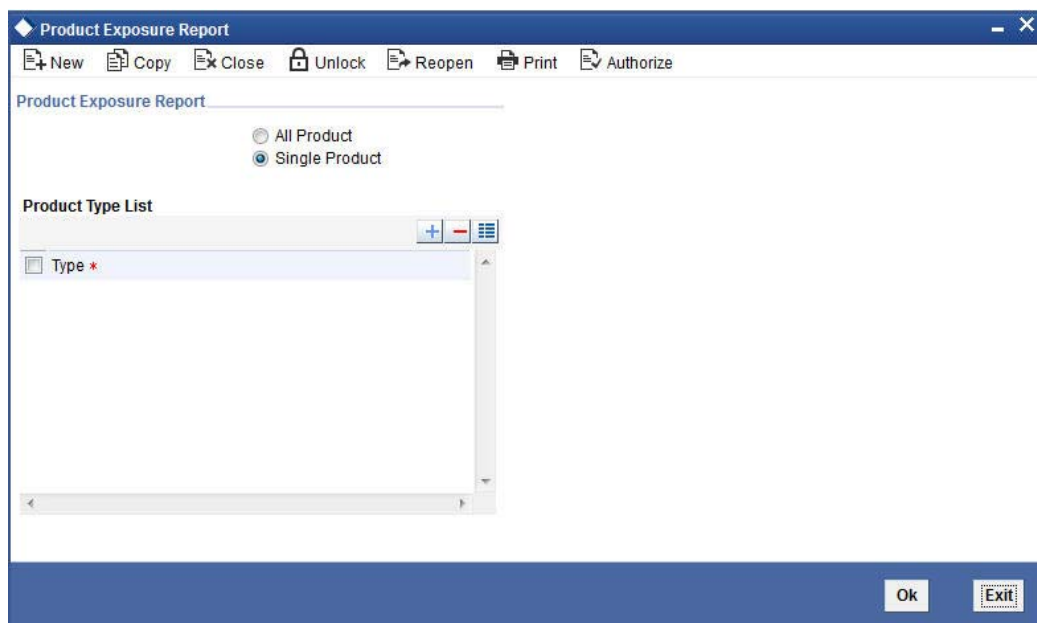 Product Exposure Report
New Copy Close Unlock Reopen Print Authorize
Product Exposure Report
All Product
Single Product
Product Type List
Type *
Ok Exit